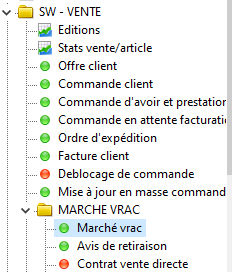 SW - VENTE
Editions
Stats vente/article
Offre client
Commande client
Commande d'avoir et prestation
Commande en attente facturati
Ordre d'expédition
Facture client
Deblocage de commande
Mise à jour en masse command
MARCHE VRAC
Marché vrac
Avis de retiraison
Contrat vente directe